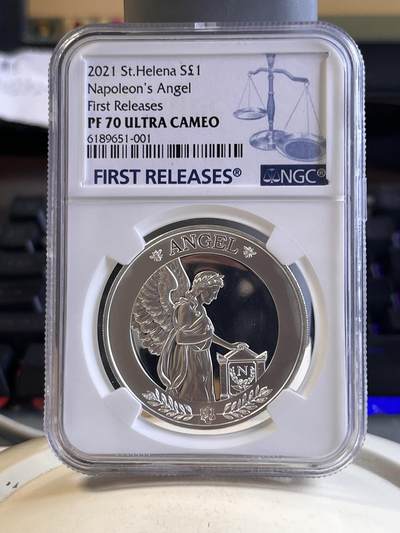 2021 St.Helena S£1
Napoleon's Angel
First Releases
PF 70 ULTRA CAMEO
6189651-001
FIRST RELEASES®
NGC
ANGEL
N